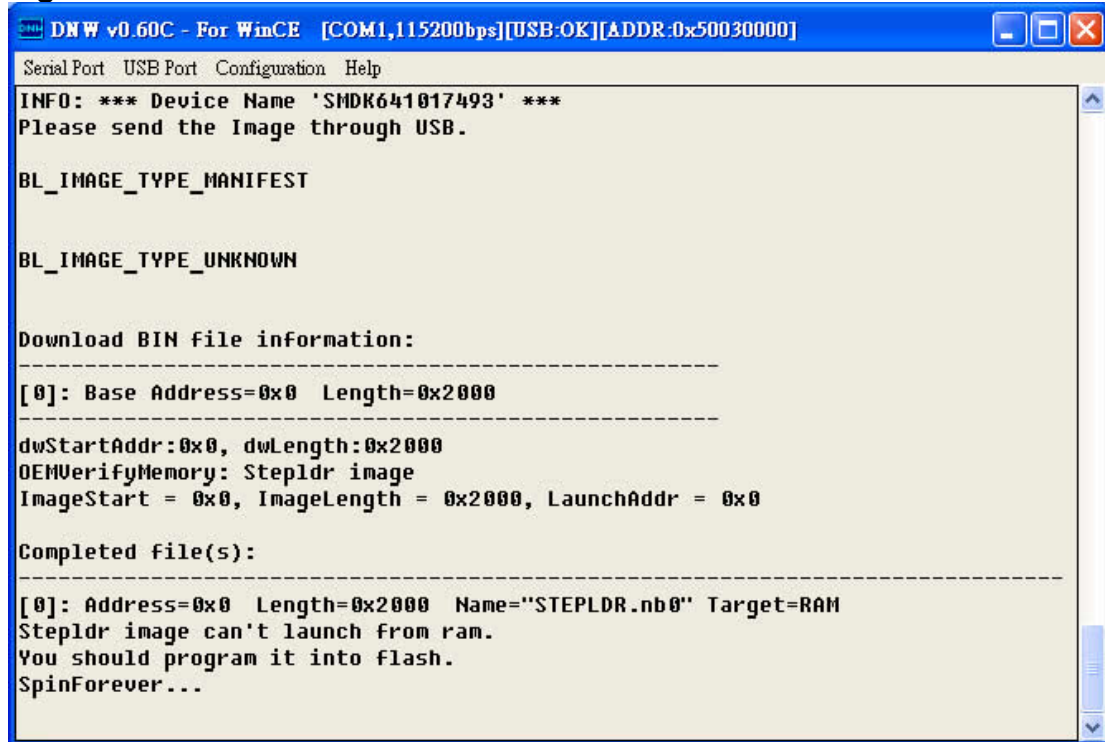 DNW v0.60C - For WinCE [COM1,115200bps][USB:OK][ADDR:0x50030000]
Serial Port USB Port Configuration Help
INFO: *** Device Name 'SMDK641017493' ***
Please send the Image through USB.
BL_IMAGE_TYPE_MANIFEST
BL_IMAGE_TYPE_UNKNOWN
Download BIN file information:
-----------------------------------------------------
[0]: Base Address=0x0 Length=0x2000
-----------------------------------------------------
dwStartAddr:0x0, dwLength:0x2000
OEMVerifyMemory: Stepldr image
ImageStart = 0x0, ImageLength = 0x2000, LaunchAddr = 0x0
Completed file(s):
-------------------------------------------------------------------------------
[0]: Address=0x0 Length=0x2000 Name="STEPLDR.nb0" Target=RAM
Stepldr image can't launch from ram.
You should program it into flash.
SpinForever...